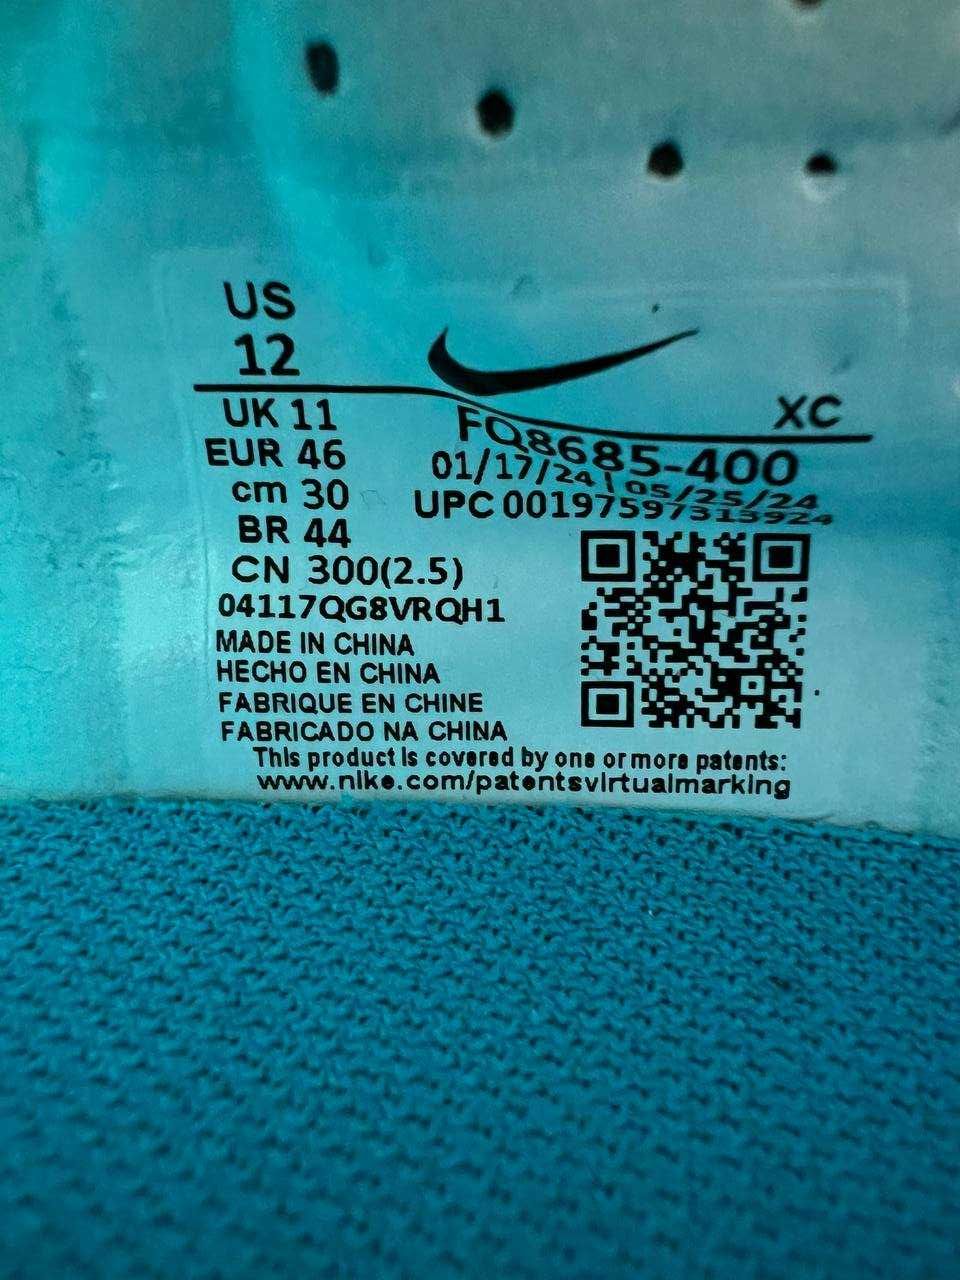 US
12
XC
UK 11
FQ8685-400
EUR 46
01/17/24 | 05/25/24
cm 30
UPC 00197597313924
BR 44
CN 300(2.5)
04117QG8VRQH1
MADE IN CHINA
HECHO EN CHINA
FABRIQUE EN CHINE
FABRICADO NA CHINA
This product is covered by one or more patents:
www.nike.com/patentsvirtualmarking